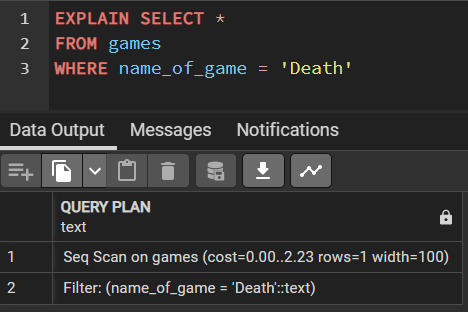 1 EXPLAIN SELECT *
2 FROM games
3 WHERE name_of_game = 'Death'
Data Output Messages Notifications
QUERY PLAN
text
1 Seq Scan on games (cost=0.00..2.23 rows=1 width=100)
2 Filter: (name_of_game = 'Death'::text)